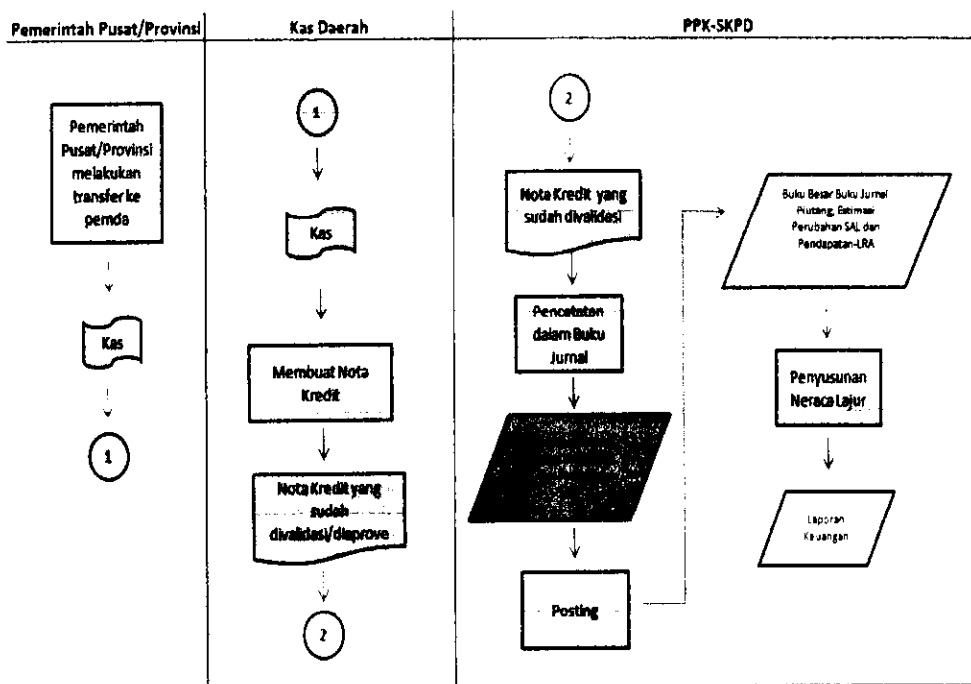 Pemerintah Pusat/Provinsi
Kas Daerah
PPK-SKPD
Pemerintah
Pusat/Provinsi
melakukan
transfer ke
pemda
Kas
1
1
Kas
Membuat Nota
Kredit
Nota Kredit yang
sudah
divalidasi/diaprove
2
2
Nota Kredit yang
sudah divalidasi
Pencatatan
dalam Buku
Jurnal
Posting
Buku Besar Buku Jurnal
Piutang, Estimasi
Perubahan SAL dan
Pendapatan-LRA
Penyusunan
Neraca Lajur
Laporan
Keuangan